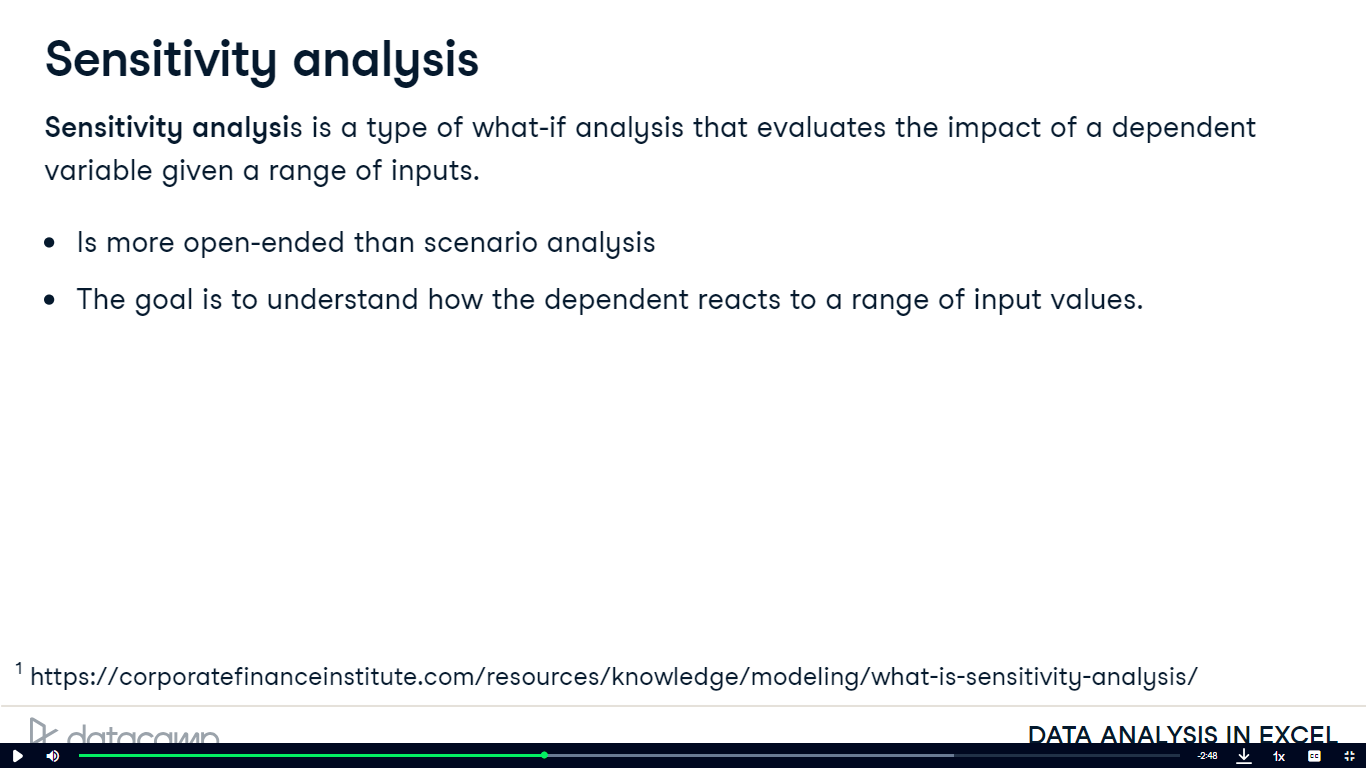 Sensitivity analysis
Sensitivity analysis is a type of what-if analysis that evaluates the impact of a dependent
variable given a range of inputs.
• Is more open-ended than scenario analysis
• The goal is to understand how the dependent reacts to a range of input values.
1 https://corporatefinanceinstitute.com/resources/knowledge/modeling/what-is-sensitivity-analysis/
datacamp
DATA ANALYSIS IN EXCEL
-2:48
1x
CC